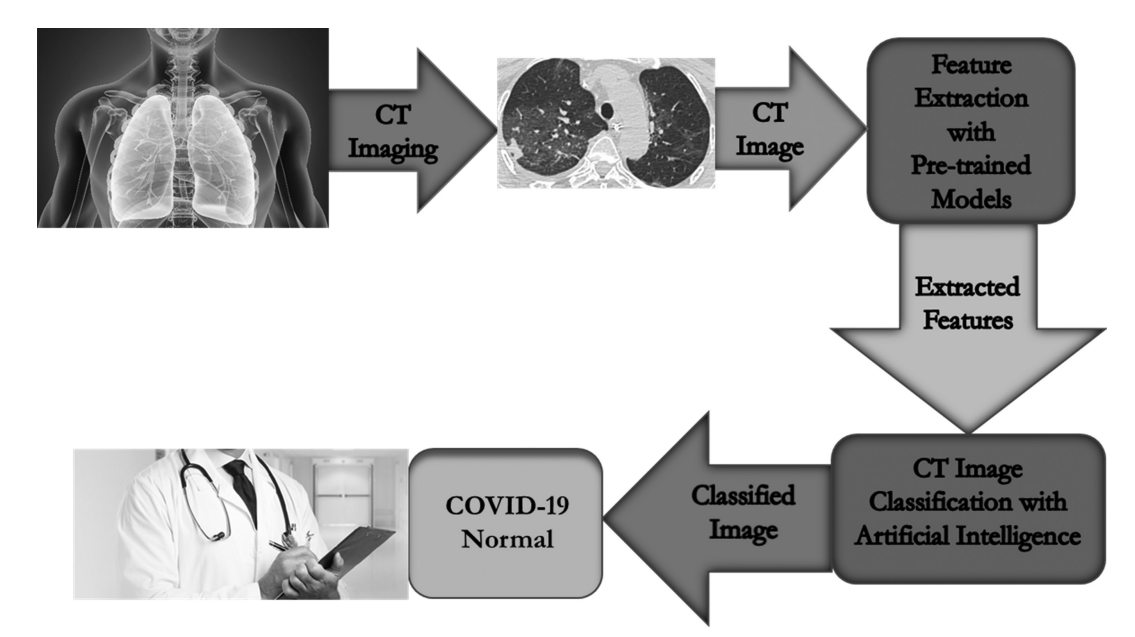 CT
Imaging
CT
Image
Feature
Extraction
with
Pre-trained
Models
Extracted
Features
CT Image
Classification with
Artificial Intelligence
Classified
Image
COVID-19
Normal